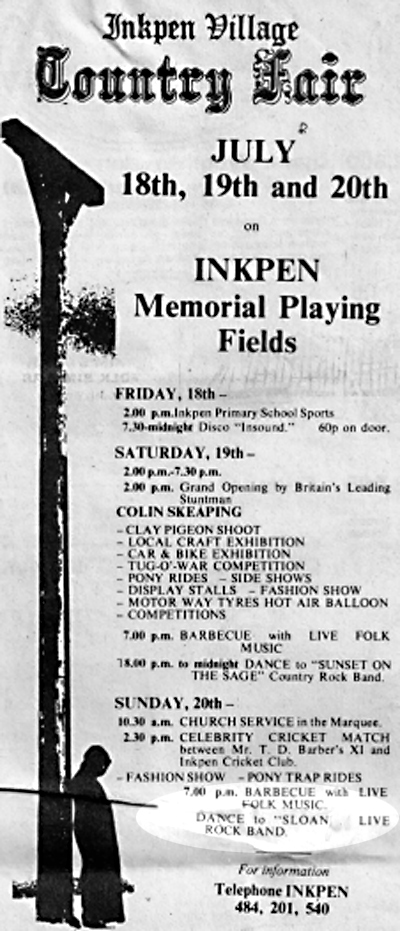 Inkpen Village
Country Fair
JULY
18th, 19th and 20th
on
INKPEN
Memorial Playing
Fields
FRIDAY, 18th –
2.00 p.m. Inkpen Primary School Sports
7.30-midnight Disco "Insound." 60p on door.
SATURDAY, 19th –
2.00 p.m.-7.30 p.m.
2.00 p.m. Grand Opening by Britain's Leading
Stuntman
COLIN SKEAPING
– CLAY PIGEON SHOOT
– LOCAL CRAFT EXHIBITION
– CAR & BIKE EXHIBITION
– TUG-O'-WAR COMPETITION
– PONY RIDES – SIDE SHOWS
– DISPLAY STALLS – FASHION SHOW
– MOTOR WAY TYRES HOT AIR BALLOON
– COMPETITIONS
7.00 p.m. BARBECUE with LIVE FOLK
MUSIC
18.00 p.m. to midnight DANCE to "SUNSET ON
THE SAGE" Country Rock Band.
SUNDAY, 20th –
10.30 a.m. CHURCH SERVICE in the Marquee.
2.30 p.m. CELEBRITY CRICKET MATCH
between Mr. T. D. Barber's XI and
Inkpen Cricket Club.
– FASHION SHOW – PONY TRAP RIDES
7.00 p.m. BARBECUE with LIVE
FOLK MUSIC.
DANCE to "SLOAN LIVE
ROCK BAND.
For information
Telephone INKPEN
484, 201, 540